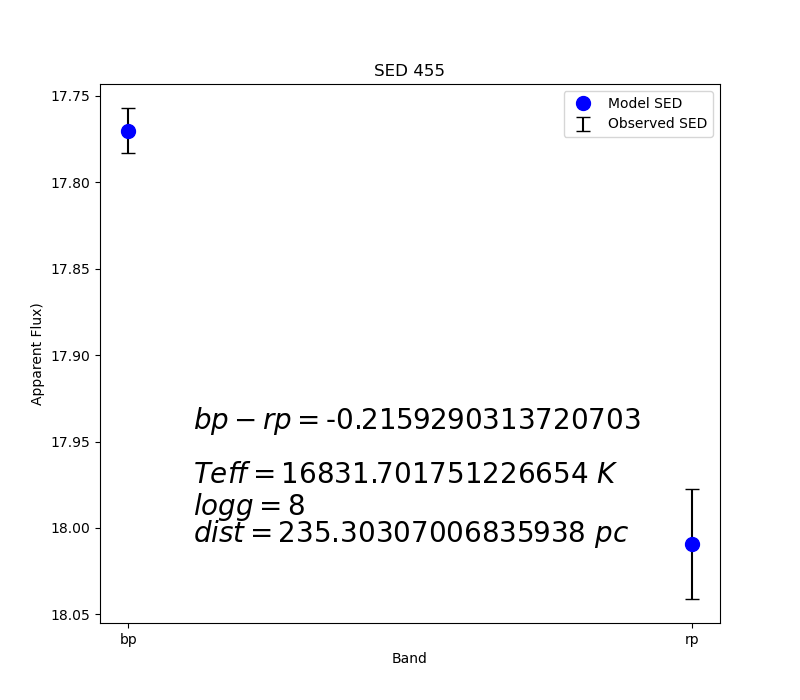 SED 455
Model SED
Observed SED
17.75
17.80
17.85
17.90
17.95
18.00
18.05
Apparent Flux)
bp − rp = -0.2159290313720703
Teff = 16831.701751226654 K
logg = 8
dist = 235.30307006835938 pc
bp
rp
Band